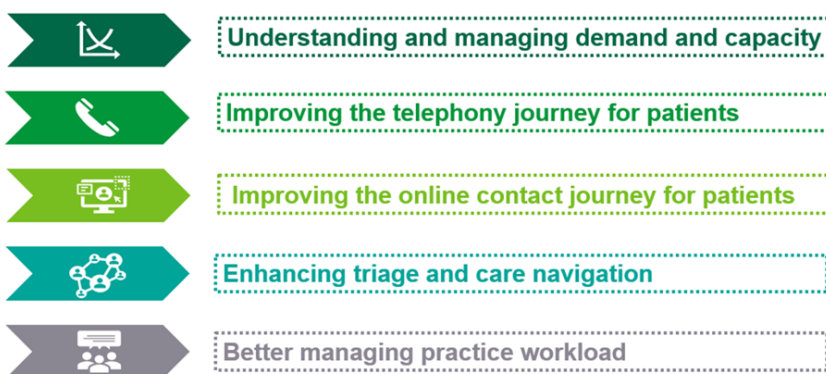 Understanding and managing demand and capacity
Improving the telephony journey for patients
Improving the online contact journey for patients
Enhancing triage and care navigation
Better managing practice workload